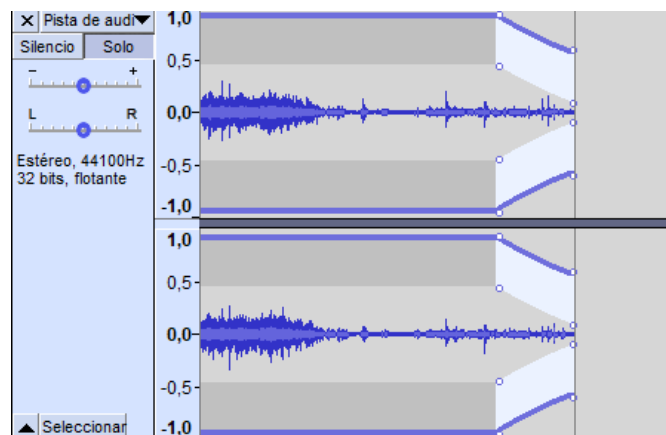 × Pista de audi▼
Silencio Solo
- +
L R
Estéreo, 44100Hz
32 bits, flotante
▲ Seleccionar
1,0
0,5-
0,0-
-0,5-
-1,0
1,0
0,5-
0,0-
-0,5-
-1,0